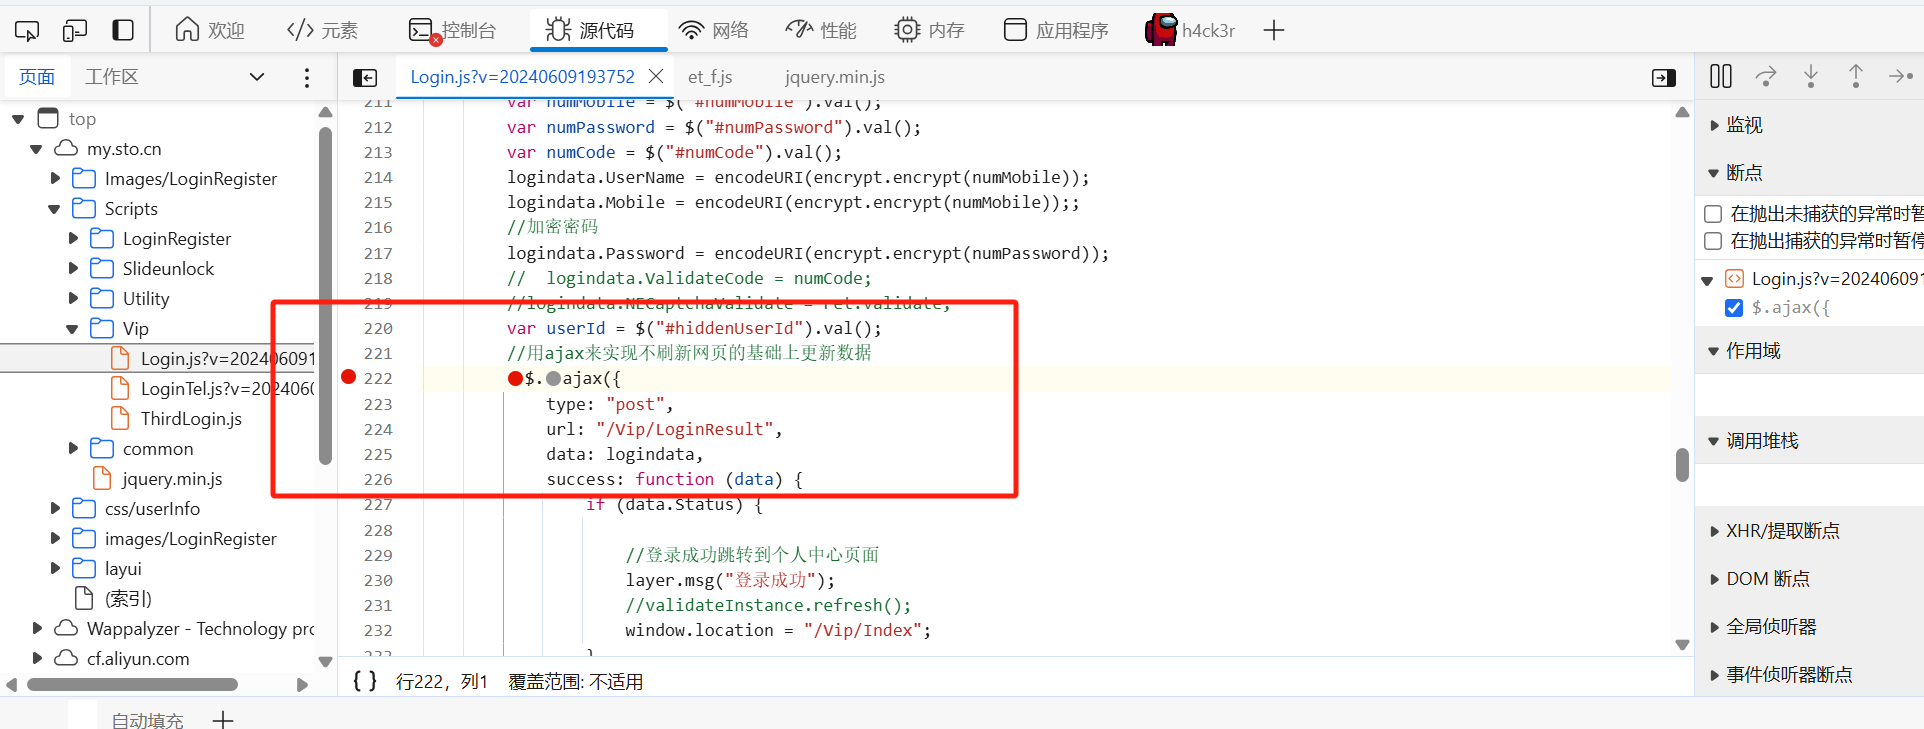 欢迎
元素
控制台
源代码
网络
性能
内存
应用程序
h4ck3r
页面
工作区
top
my.sto.cn
Images/LoginRegister
Scripts
LoginRegister
Slideunlock
Utility
Vip
Login.js?v=202406091
LoginTel.js?v=202406
ThirdLogin.js
common
jquery.min.js
css/userInfo
images/LoginRegister
layui
(索引)
Wappalyzer - Technology pro
cf.aliyun.com
Login.js?v=20240609193752
et_f.js
jquery.min.js
211 var numMobile = $("#numMobile").val();
212 var numPassword = $("#numPassword").val();
213 var numCode = $("#numCode").val();
214 logindata.UserName = encodeURI(encrypt.encrypt(numMobile));
215 logindata.Mobile = encodeURI(encrypt.encrypt(numMobile));;
216 //加密密码
217 logindata.Password = encodeURI(encrypt.encrypt(numPassword));
218 //  logindata.ValidateCode = numCode;
219 //logindata.NECaptchaValidate = ret.validate;
220 var userId = $("#hiddenUserId").val();
221 //用ajax来实现不刷新网页的基础上更新数据
222 $.ajax({
223 type: "post",
224 url: "/Vip/LoginResult",
225 data: logindata,
226 success: function (data) {
227 if (data.Status) {
228
229 //登录成功跳转到个人中心页面
230 layer.msg("登录成功");
231 //validateInstance.refresh();
232 window.location = "/Vip/Index";
233 }
{ } 行222，列1 覆盖范围: 不适用
监视
断点
在抛出未捕获的异常时暂
在抛出捕获的异常时暂停
Login.js?v=202406091
$.ajax({
作用域
调用堆栈
XHR/提取断点
DOM 断点
全局侦听器
事件侦听器断点
自动填充